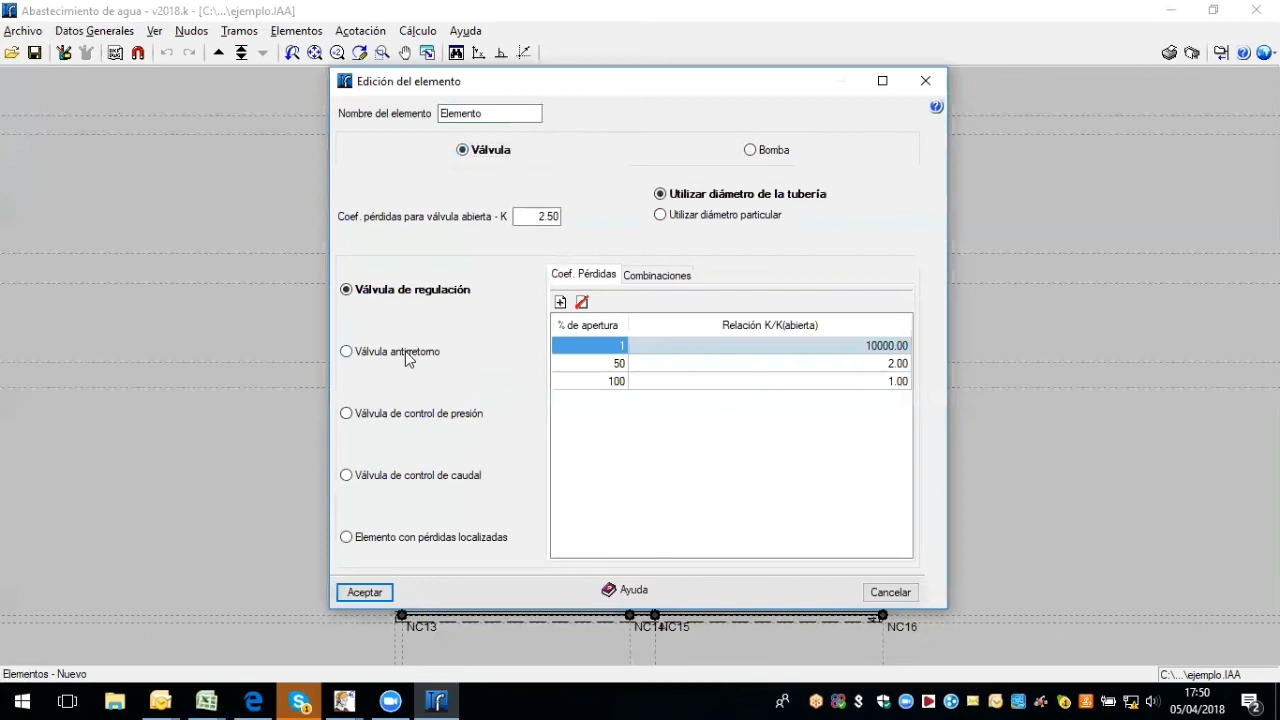 Abastecimiento de agua - v2018.k - [C:\...\ejemplo.IAA]
Archivo Datos Generales Ver Nudos Tramos Elementos Acotación Cálculo Ayuda
Edición del elemento
Nombre del elemento Elemento
Válvula Bomba
Utilizar diámetro de la tubería
Coef. pérdidas para válvula abierta - K 2.50 Utilizar diámetro particular
Coef. Pérdidas Combinaciones
Válvula de regulación
% de apertura Relación K/K(abierta)
1 10000.00
Válvula antirretorno
50 2.00
100 1.00
Válvula de control de presión
Válvula de control de caudal
Elemento con pérdidas localizadas
Aceptar Ayuda Cancelar
NC13 NC14 NC15 NC16
Elementos - Nuevo C:\...\ejemplo.IAA
17:50
05/04/2018